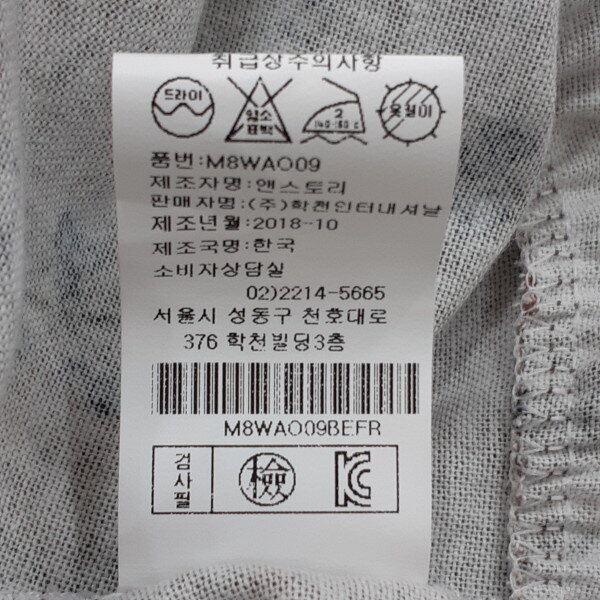 취급상주의사항
드라이 염소표백 2 140-160℃ 옷걸이
품번:M8WAO09
제조자명:앤스토리
판매자명:(주)학천인터내셔날
제조년월:2018-10
제조국명:한국
소비자상담실
02)2214-5665
서울시 성동구 천호대로
376 학천빌딩3층
M8WAO09BEFR
검사필 檢 KC